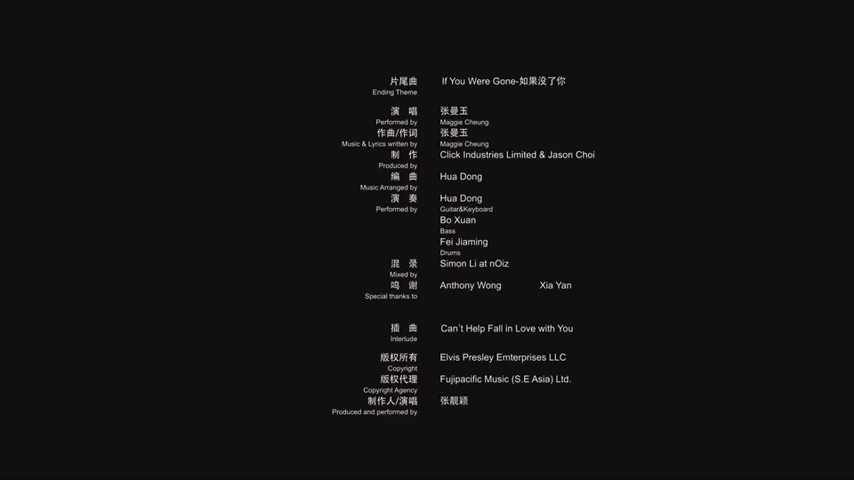 片尾曲 If You Were Gone-如果没了你
Ending Theme
演 唱 张曼玉
Performed by Maggie Cheung
作曲/作词 张曼玉
Music & Lyrics written by Maggie Cheung
制 作 Click Industries Limited & Jason Choi
Produced by
编 曲 Hua Dong
Music Arranged by
演 奏 Hua Dong
Performed by Guitar&Keyboard
Bo Xuan
Bass
Fei Jiaming
Drums
混 录 Simon Li at nOiz
Mixed by
鸣 谢 Anthony Wong Xia Yan
Special thanks to
插 曲 Can't Help Fall in Love with You
Interlude
版权所有 Elvis Presley Emterprises LLC
Copyright
版权代理 Fujipacific Music (S.E Asia) Ltd.
Copyright Agency
制作人/演唱 张靓颖
Produced and performed by